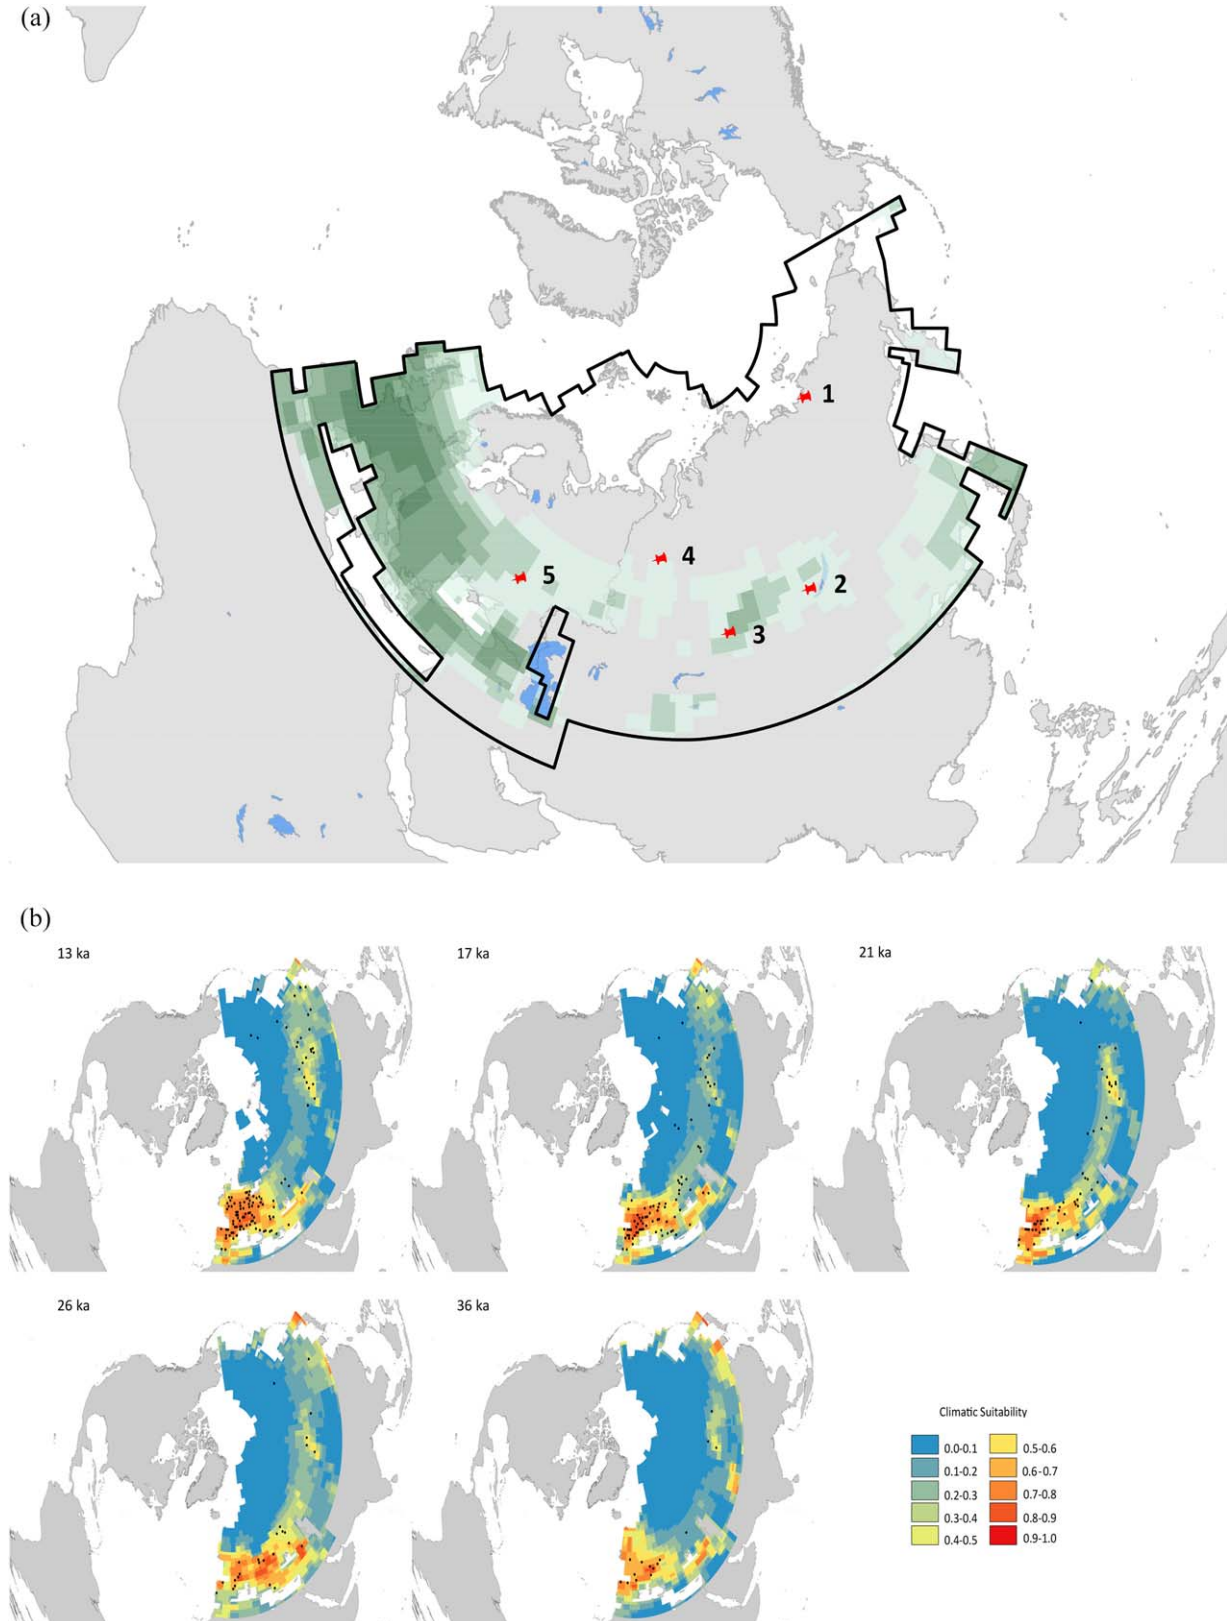 (a)
1
4
2
5
3
(b)
13 ka
17 ka
21 ka
26 ka
36 ka
Climatic Suitability
0.0-0.1 0.5-0.6
0.1-0.2 0.6-0.7
0.2-0.3 0.7-0.8
0.3-0.4 0.8-0.9
0.4-0.5 0.9-1.0